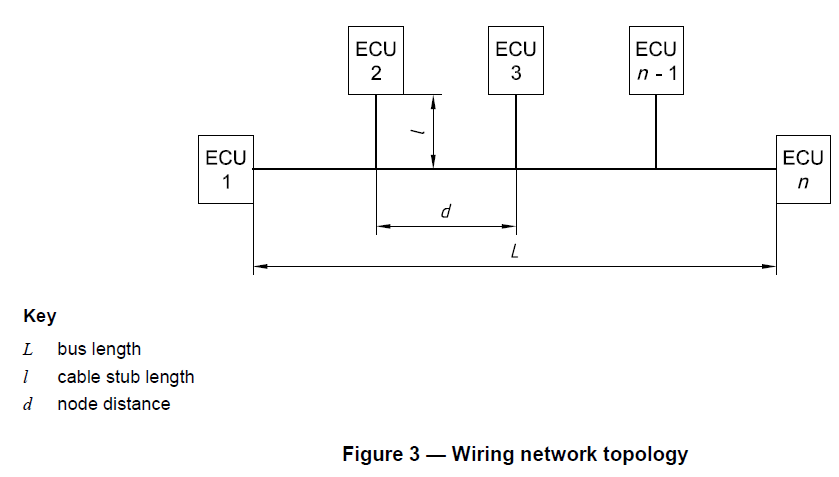 ECU
2
ECU
3
ECU
n - 1
l
ECU
1
ECU
n
d
L
Key
L bus length
l cable stub length
d node distance
Figure 3 — Wiring network topology